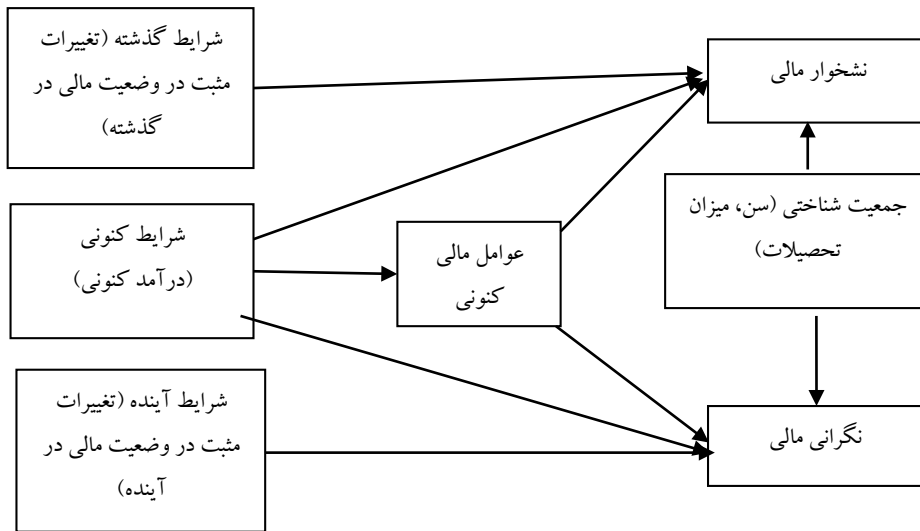 شرایط گذشته (تغییرات
مثبت در وضعیت مالی در
گذشته)
نشخوار مالی
جمعیت شناختی (سن، میزان
تحصیلات)
شرایط کنونی
(درآمد کنونی)
عوامل مالی
کنونی
شرایط آینده (تغییرات
مثبت در وضعیت مالی در
آینده)
نگرانی مالی